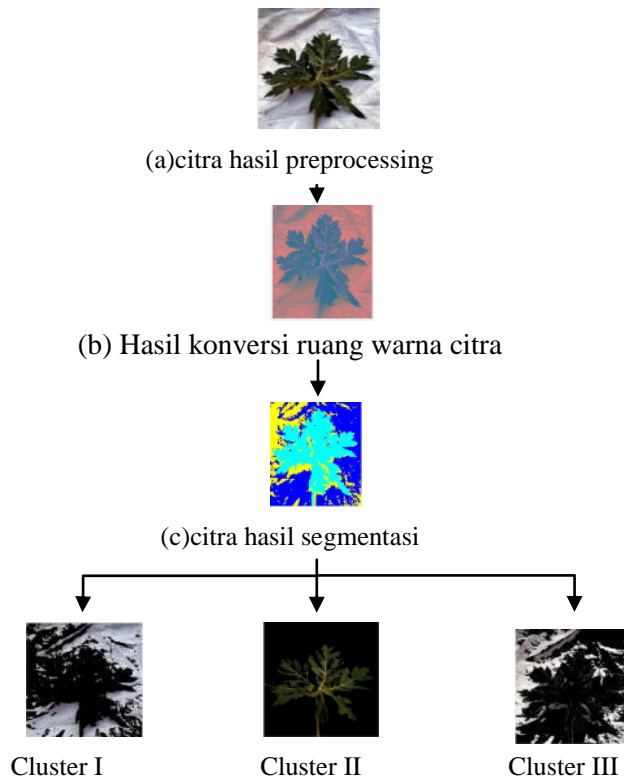 (a)citra hasil preprocessing
(b) Hasil konversi ruang warna citra
(c)citra hasil segmentasi
Cluster I
Cluster II
Cluster III